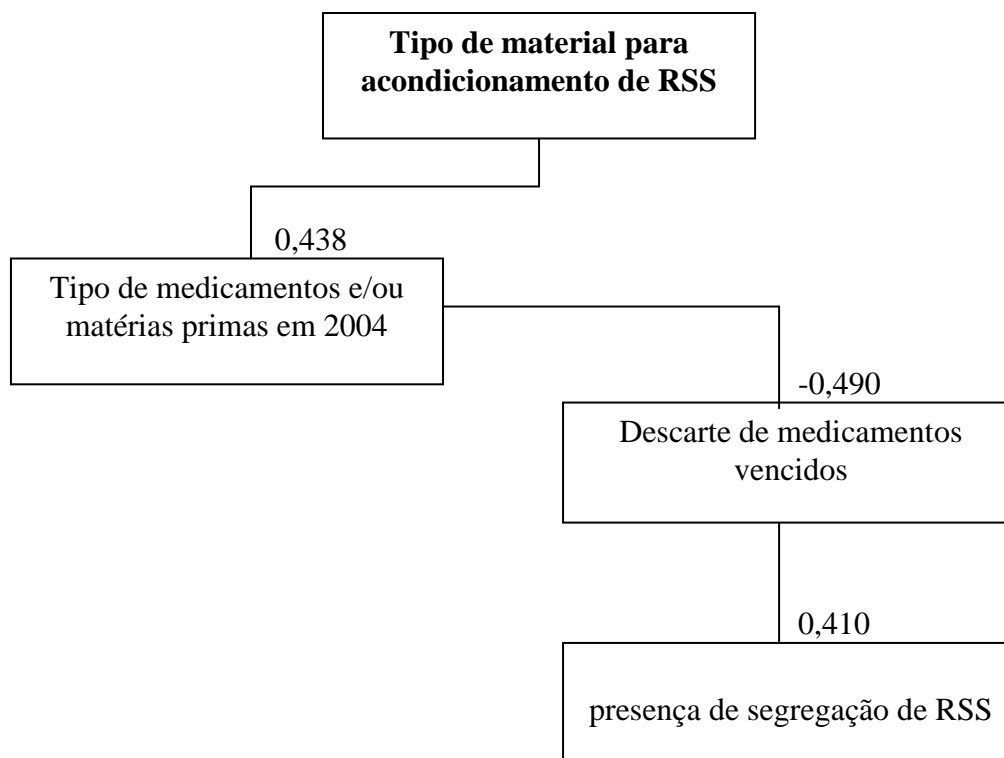 Tipo de material para
acondicionamento de RSS
0,438
Tipo de medicamentos e/ou
matérias primas em 2004
-0,490
Descarte de medicamentos
vencidos
0,410
presença de segregação de RSS